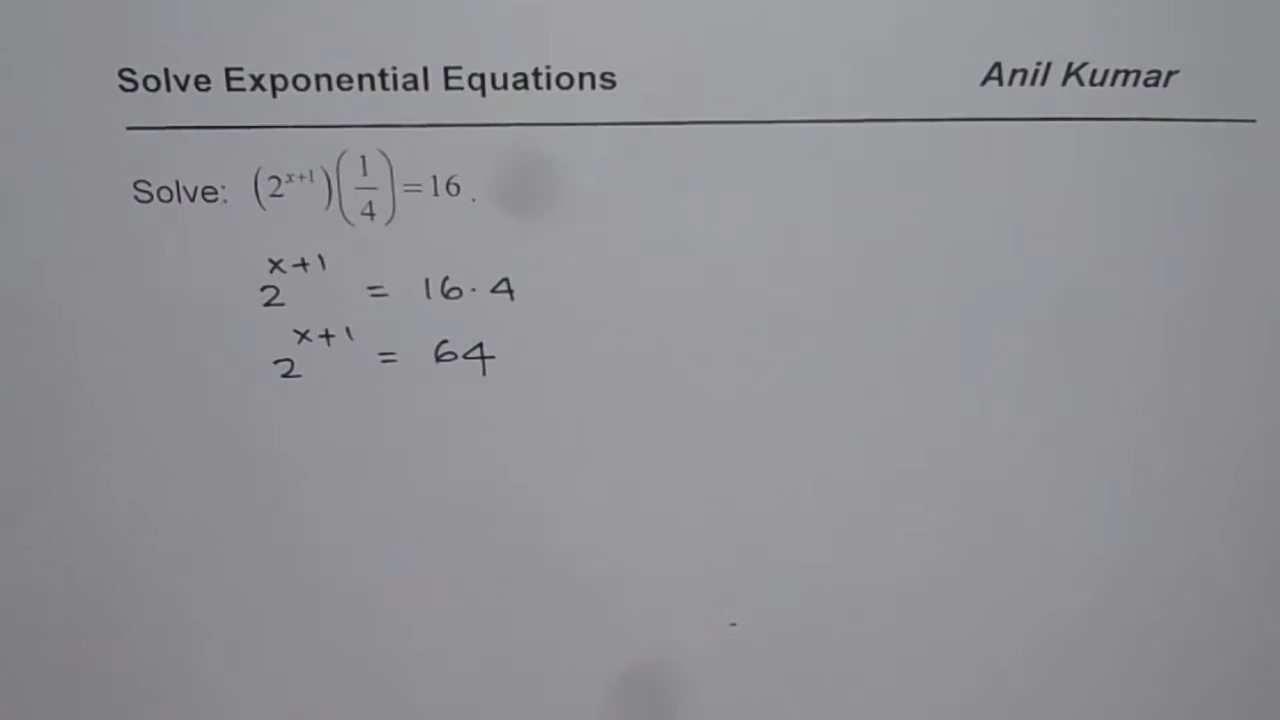 Solve Exponential Equations Anil Kumar
Solve: (2^{x+1})(1/4) = 16.
2^{x+1} = 16·4
2^{x+1} = 64